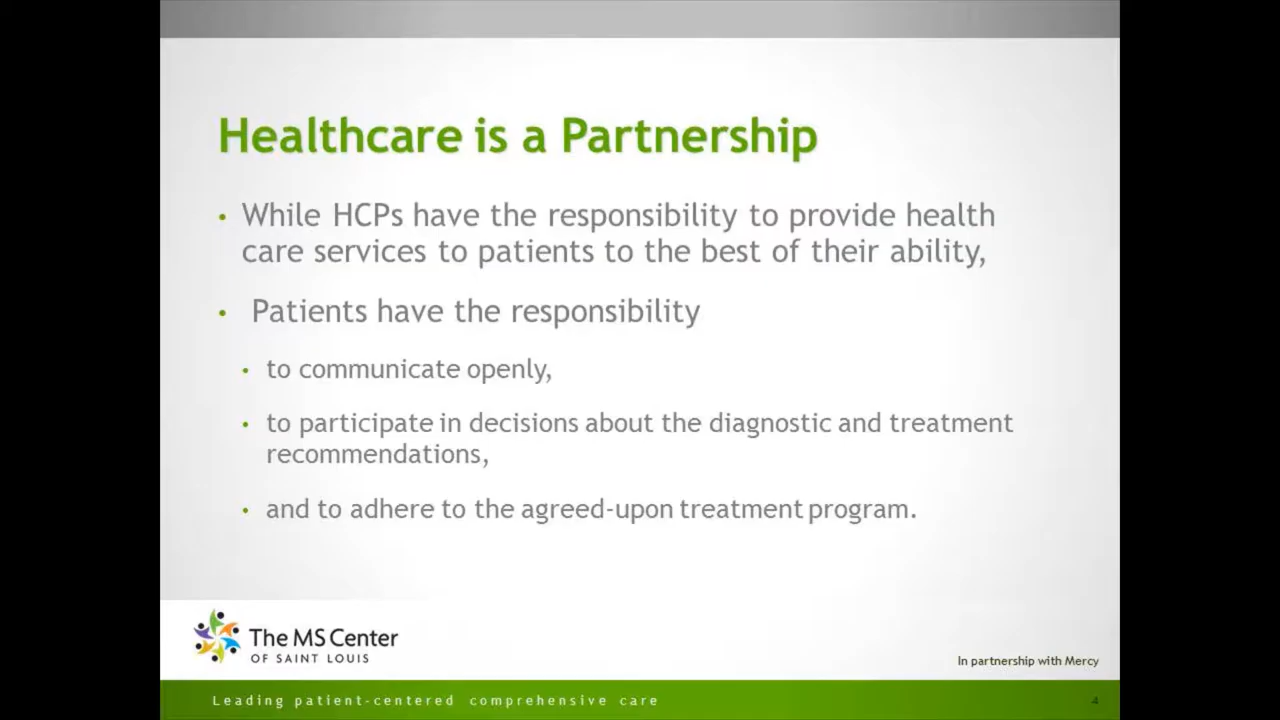 Healthcare is a Partnership
• While HCPs have the responsibility to provide health
care services to patients to the best of their ability,
• Patients have the responsibility
• to communicate openly,
• to participate in decisions about the diagnostic and treatment
recommendations,
• and to adhere to the agreed-upon treatment program.
The MS Center
OF SAINT LOUIS
In partnership with Mercy
Leading patient-centered comprehensive care
4